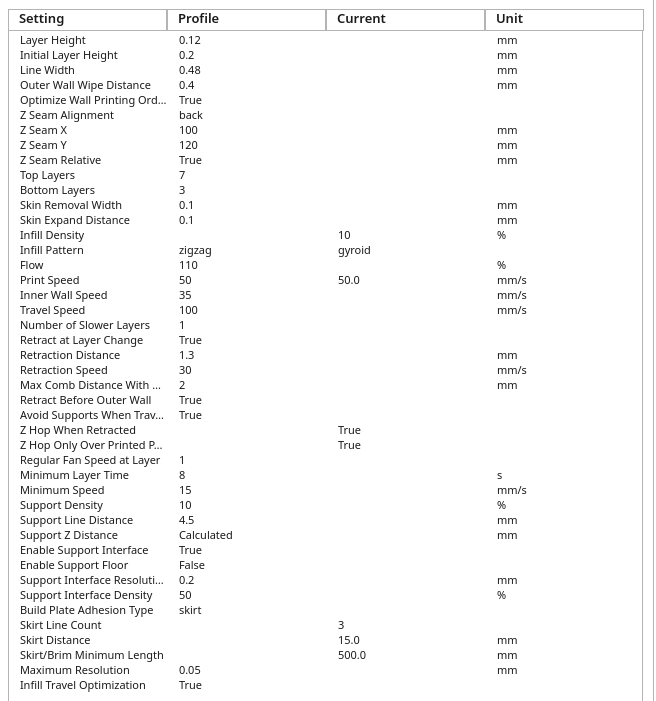 Setting Profile Current Unit
Layer Height 0.12 mm
Initial Layer Height 0.2 mm
Line Width 0.48 mm
Outer Wall Wipe Distance 0.4 mm
Optimize Wall Printing Ord... True
Z Seam Alignment back
Z Seam X 100 mm
Z Seam Y 120 mm
Z Seam Relative True mm
Top Layers 7
Bottom Layers 3
Skin Removal Width 0.1 mm
Skin Expand Distance 0.1 mm
Infill Density 10 %
Infill Pattern zigzag gyroid
Flow 110 %
Print Speed 50 50.0 mm/s
Inner Wall Speed 35 mm/s
Travel Speed 100 mm/s
Number of Slower Layers 1
Retract at Layer Change True
Retraction Distance 1.3 mm
Retraction Speed 30 mm/s
Max Comb Distance With ... 2 mm
Retract Before Outer Wall True
Avoid Supports When Trav... True
Z Hop When Retracted True
Z Hop Only Over Printed P... True
Regular Fan Speed at Layer 1
Minimum Layer Time 8 s
Minimum Speed 15 mm/s
Support Density 10 %
Support Line Distance 4.5 mm
Support Z Distance Calculated mm
Enable Support Interface True
Enable Support Floor False
Support Interface Resoluti... 0.2 mm
Support Interface Density 50 %
Build Plate Adhesion Type skirt
Skirt Line Count 3
Skirt Distance 15.0 mm
Skirt/Brim Minimum Length 500.0 mm
Maximum Resolution 0.05 mm
Infill Travel Optimization True